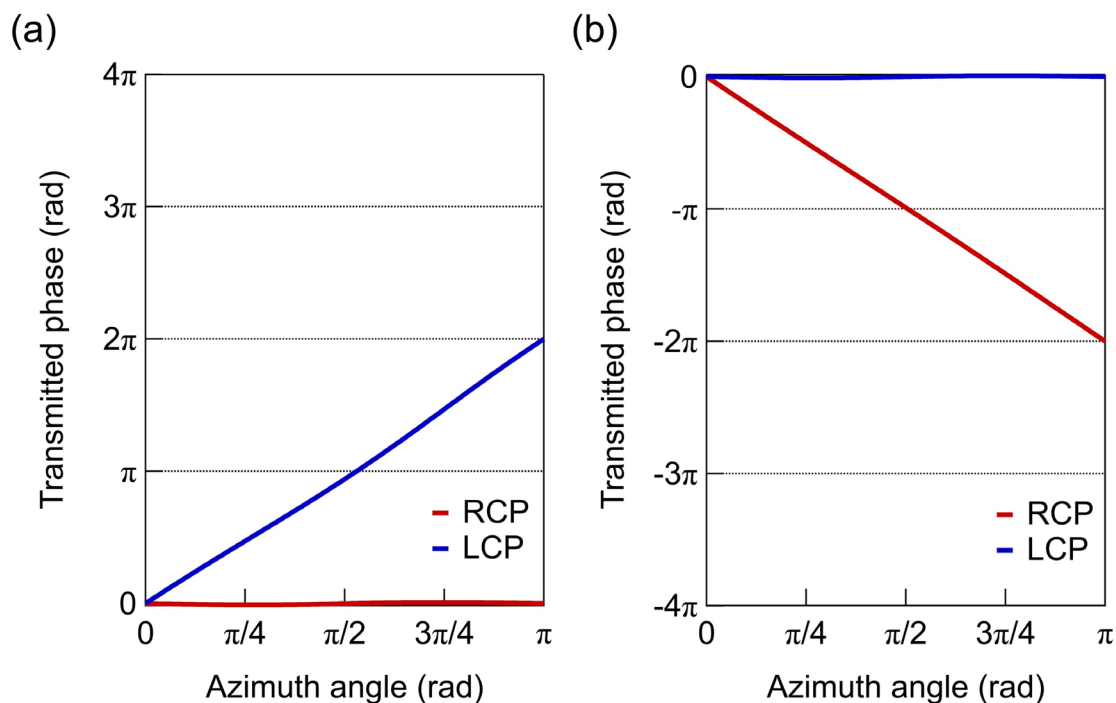 (a)
4π
3π
2π
π
0
Transmitted phase (rad)
RCP
LCP
0
π/4
π/2
3π/4
π
Azimuth angle (rad)
(b)
0
-π
-2π
-3π
-4π
Transmitted phase (rad)
RCP
LCP
0
π/4
π/2
3π/4
π
Azimuth angle (rad)